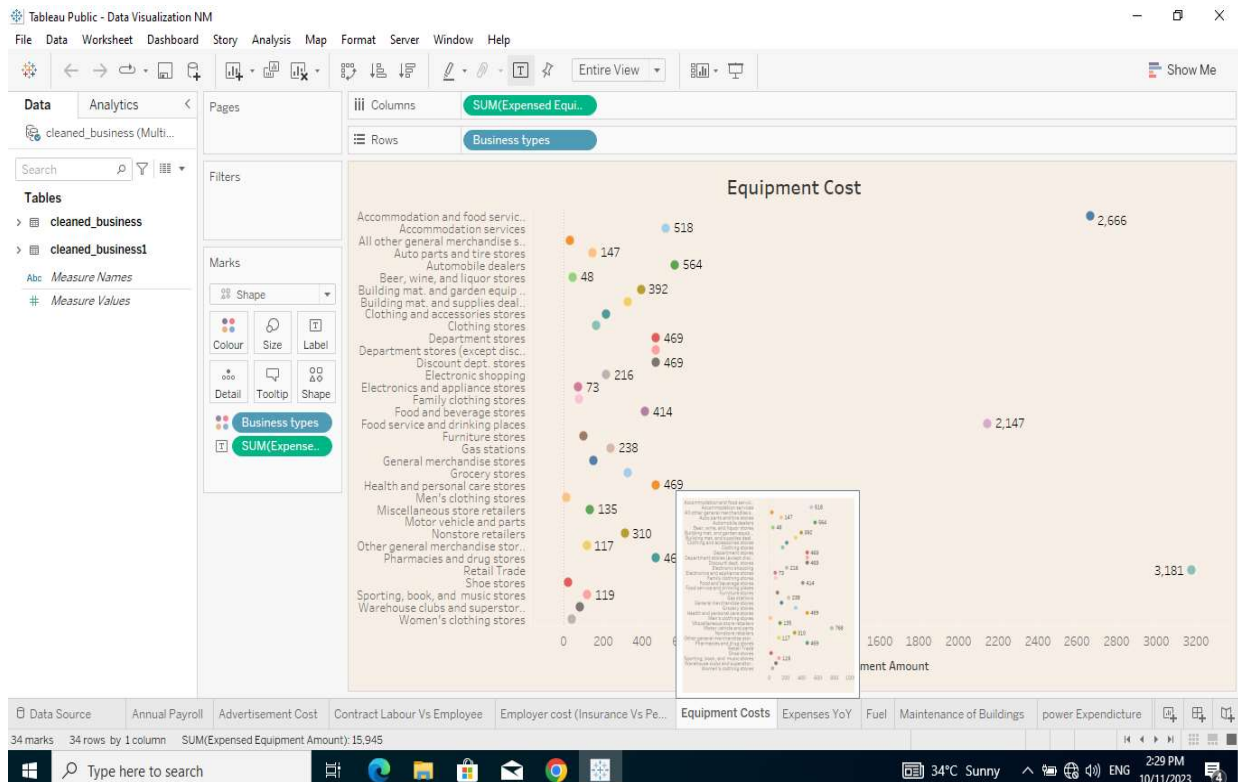 Tableau Public - Data Visualization NM
File Data Worksheet Dashboard Story Analysis Map Format Server Window Help
Entire View
Show Me
Data Analytics
cleaned_business (Multi...
Search
Tables
cleaned_business
cleaned_business1
Abc Measure Names
# Measure Values
Pages
Filters
Marks
Shape
Colour Size Label
Detail Tooltip Shape
Business types
SUM(Expense..
Columns SUM(Expensed Equi..
Rows Business types
Equipment Cost
Accommodation and food servic.. 2,666
Accommodation services 518
All other general merchandise s..
Auto parts and tire stores 147
Automobile dealers 564
Beer, wine, and liquor stores 48
Building mat. and garden equip .. 392
Building mat. and supplies deal..
Clothing and accessories stores
Clothing stores
Department stores 469
Department stores (except disc..
Discount dept. stores 469
Electronic shopping 216
Electronics and appliance stores 73
Family clothing stores
Food and beverage stores 414
Food service and drinking places 2,147
Furniture stores
Gas stations 238
General merchandise stores
Grocery stores
Health and personal care stores 469
Men's clothing stores
Miscellaneous store retailers 135
Motor vehicle and parts
Nonstore retailers 310
Other general merchandise stor.. 117
Pharmacies and drug stores 46
Retail Trade 3,181
Shoe stores
Sporting, book, and music stores 119
Warehouse clubs and superstor..
Women's clothing stores
0 200 400 1600 1800 2000 2200 2400 2600 2800 3000 3200
ment Amount
Data Source Annual Payroll Advertisement Cost Contract Labour Vs Employee Employer cost (Insurance Vs Pe... Equipment Costs Expenses YoY Fuel Maintenance of Buildings power Expendicture
34 marks 34 rows by 1 column SUM(Expensed Equipment Amount): 15,945
Type here to search
34°C Sunny ENG 2:29 PM
10/11/2023
4